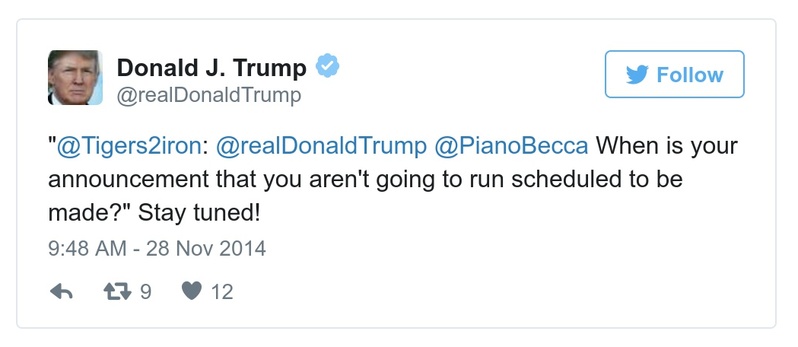 Donald J. Trump
@realDonaldTrump
Follow
"@Tigers2iron: @realDonaldTrump @PianoBecca When is your
announcement that you aren't going to run scheduled to be
made?" Stay tuned!
9:48 AM - 28 Nov 2014
9 12